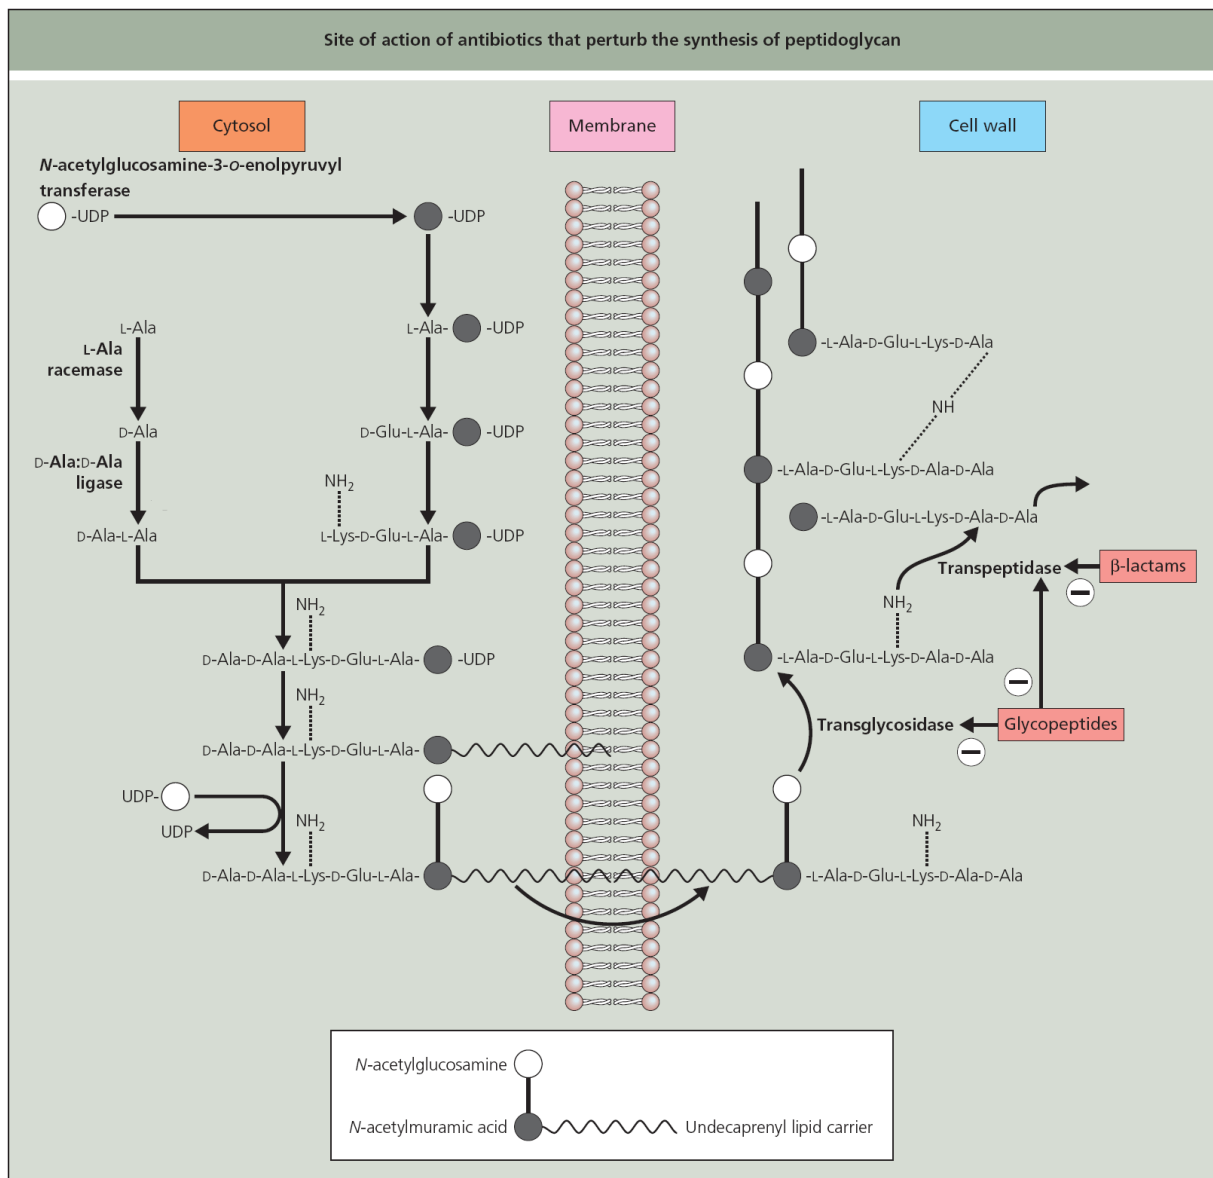 Site of action of antibiotics that perturb the synthesis of peptidoglycan
Cytosol
Membrane
Cell wall
N-acetylglucosamine-3-o-enolpyruvyl
transferase
-UDP
-UDP
L-Ala
L-Ala
racemase
D-Ala
D-Ala:D-Ala
ligase
D-Ala-L-Ala
L-Ala-
-UDP
D-Glu-L-Ala-
-UDP
NH2
L-Lys-D-Glu-L-Ala-
-UDP
NH2
D-Ala-D-Ala-L-Lys-D-Glu-L-Ala-
-UDP
NH2
D-Ala-D-Ala-L-Lys-D-Glu-L-Ala-
UDP-
UDP
NH2
D-Ala-D-Ala-L-Lys-D-Glu-L-Ala-
-L-Ala-D-Glu-L-Lys-D-Ala
NH
-L-Ala-D-Glu-L-Lys-D-Ala-D-Ala
-L-Ala-D-Glu-L-Lys-D-Ala-D-Ala
Transpeptidase
β-lactams
NH2
-L-Ala-D-Glu-L-Lys-D-Ala-D-Ala
Transglycosidase
Glycopeptides
NH2
-L-Ala-D-Glu-L-Lys-D-Ala-D-Ala
N-acetylglucosamine
N-acetylmuramic acid
Undecaprenyl lipid carrier